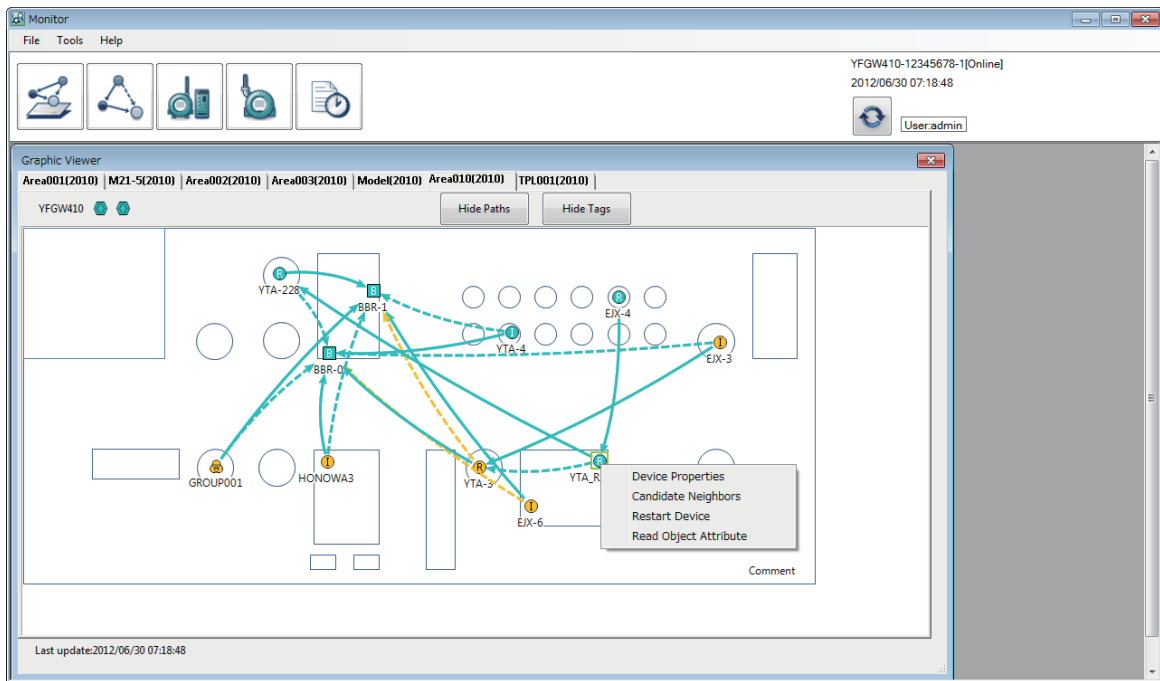 Monitor
File Tools Help
YFGW410-12345678-1[Online]
2012/06/30 07:18:48
User:admin
Graphic Viewer
Area001(2010) M21-5(2010) Area002(2010) Area003(2010) Model(2010) Area010(2010) TPL001(2010)
YFGW410
Hide Paths Hide Tags
R
YTA-228
B
BBR-1
R
EJX-4
I
YTA-4
I
EJX-3
B
BBR-0
GROUP001
I
HONOWA3
R
YTA-3
R
YTA_R
I
EJX-6
Device Properties
Candidate Neighbors
Restart Device
Read Object Attribute
Comment
Last update:2012/06/30 07:18:48